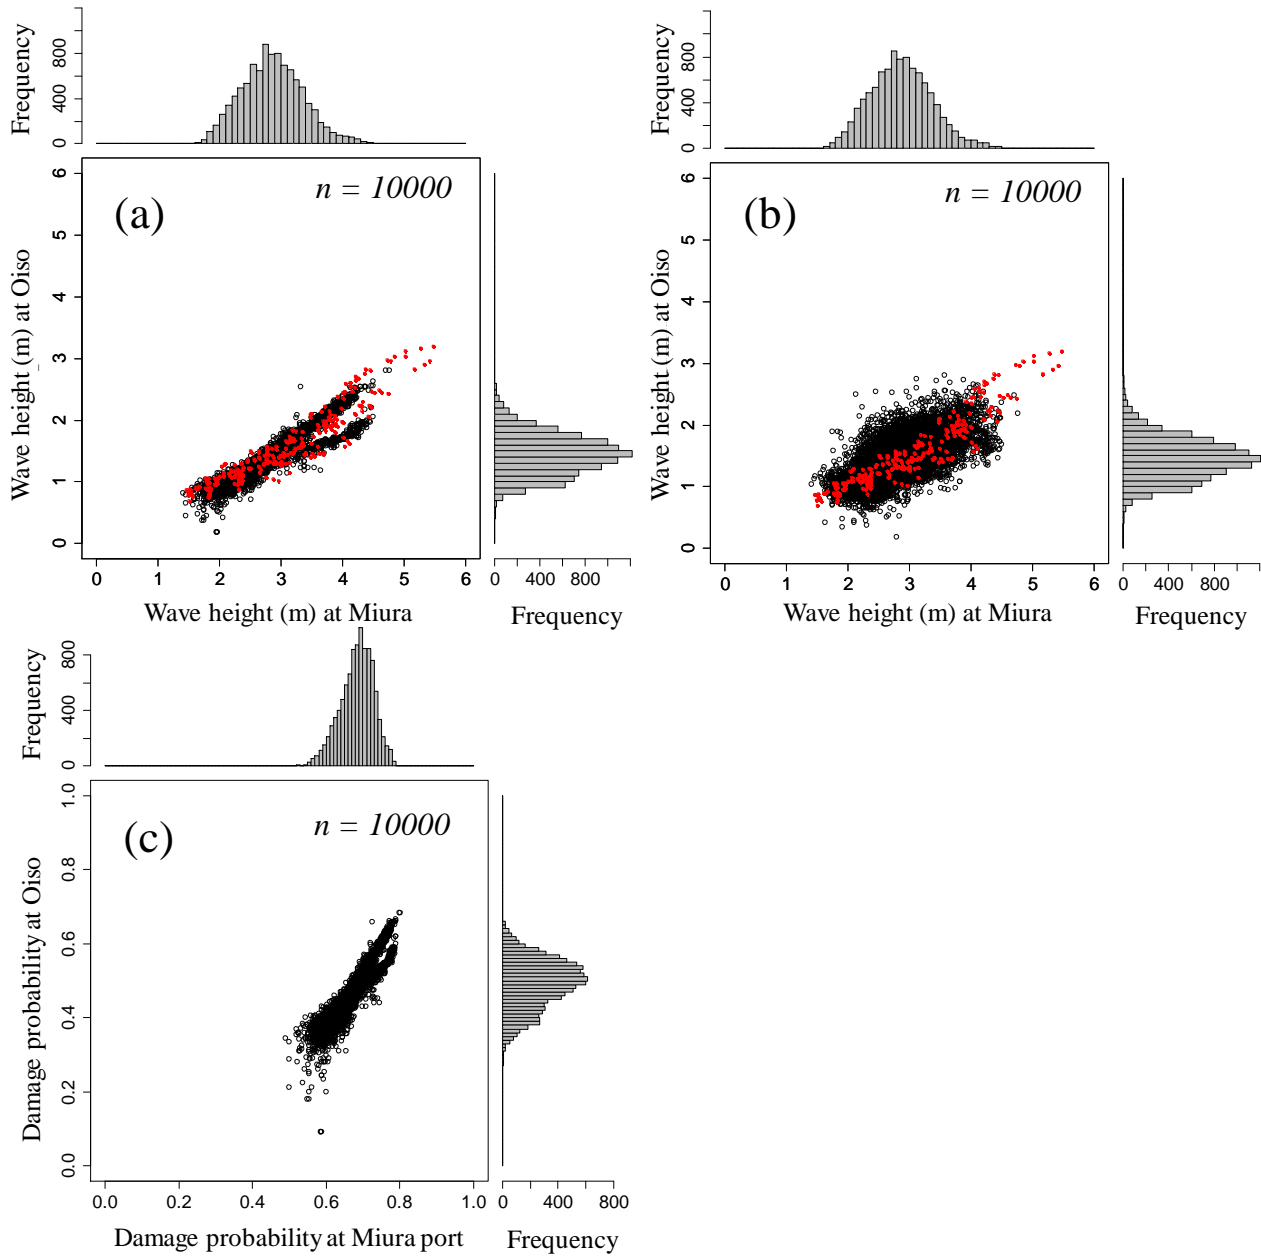 Frequency
0 400 800
(a)
n = 10000
Wave height (m) at Oiso
0 1 2 3 4 5 6
0 1 2 3 4 5 6
Wave height (m) at Miura
0 400 800
Frequency
Frequency
0 400 800
(b)
n = 10000
Wave height (m) at Oiso
0 1 2 3 4 5 6
0 1 2 3 4 5 6
Wave height (m) at Miura
0 400 800
Frequency
Frequency
0 400 800
(c)
n = 10000
Damage probability at Oiso
0.0 0.2 0.4 0.6 0.8 1.0
0.0 0.2 0.4 0.6 0.8 1.0
Damage probability at Miura port
0 400 800
Frequency